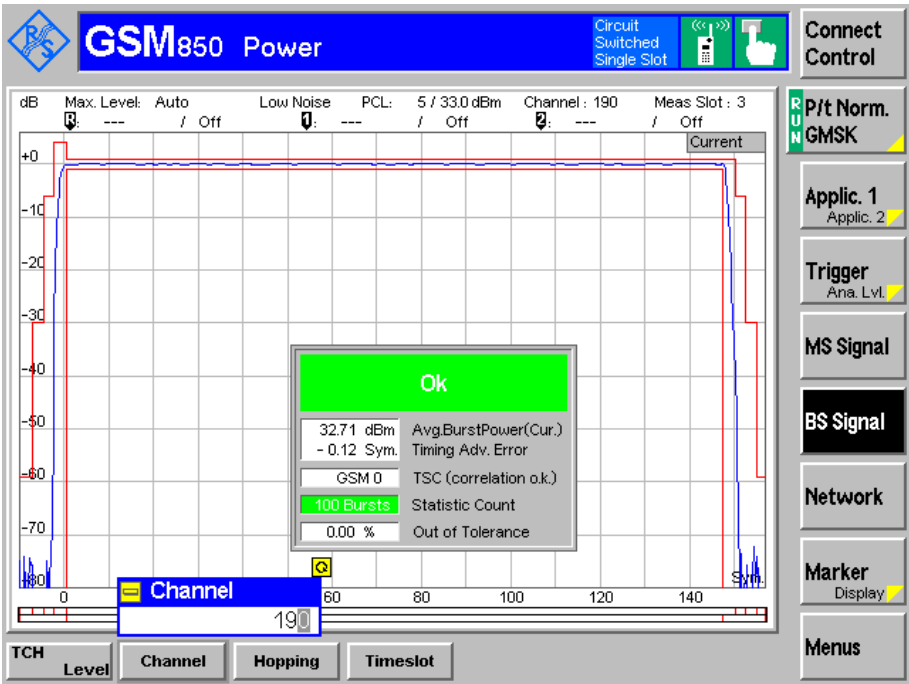 R&S
GSM850 Power
Circuit
Switched
Single Slot
Connect
Control
dB Max. Level: Auto Low Noise PCL: 5 / 33.0 dBm Channel : 190 Meas Slot : 3
R: --- / Off 1: --- / Off 2: --- / Off
RUN
P/t Norm.
GMSK
Current
+0
-10
-20
-30
-40
-50
-60
-70
-80
Applic. 1
Applic. 2
Trigger
Ana. Lvl.
MS Signal
BS Signal
Network
Marker
Display
Menus
Ok
32.71 dBm Avg.BurstPower(Cur.)
- 0.12 Sym. Timing Adv. Error
GSM 0 TSC (correlation o.k.)
100 Bursts Statistic Count
0.00 % Out of Tolerance
Sym.
0 60 80 100 120 140
Channel
190
TCH
Level
Channel
Hopping
Timeslot